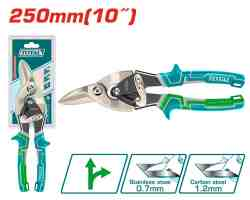 250mm(10˝)
TOTAL
Stainless steel
0.7mm
Carbon steel
1.2mm